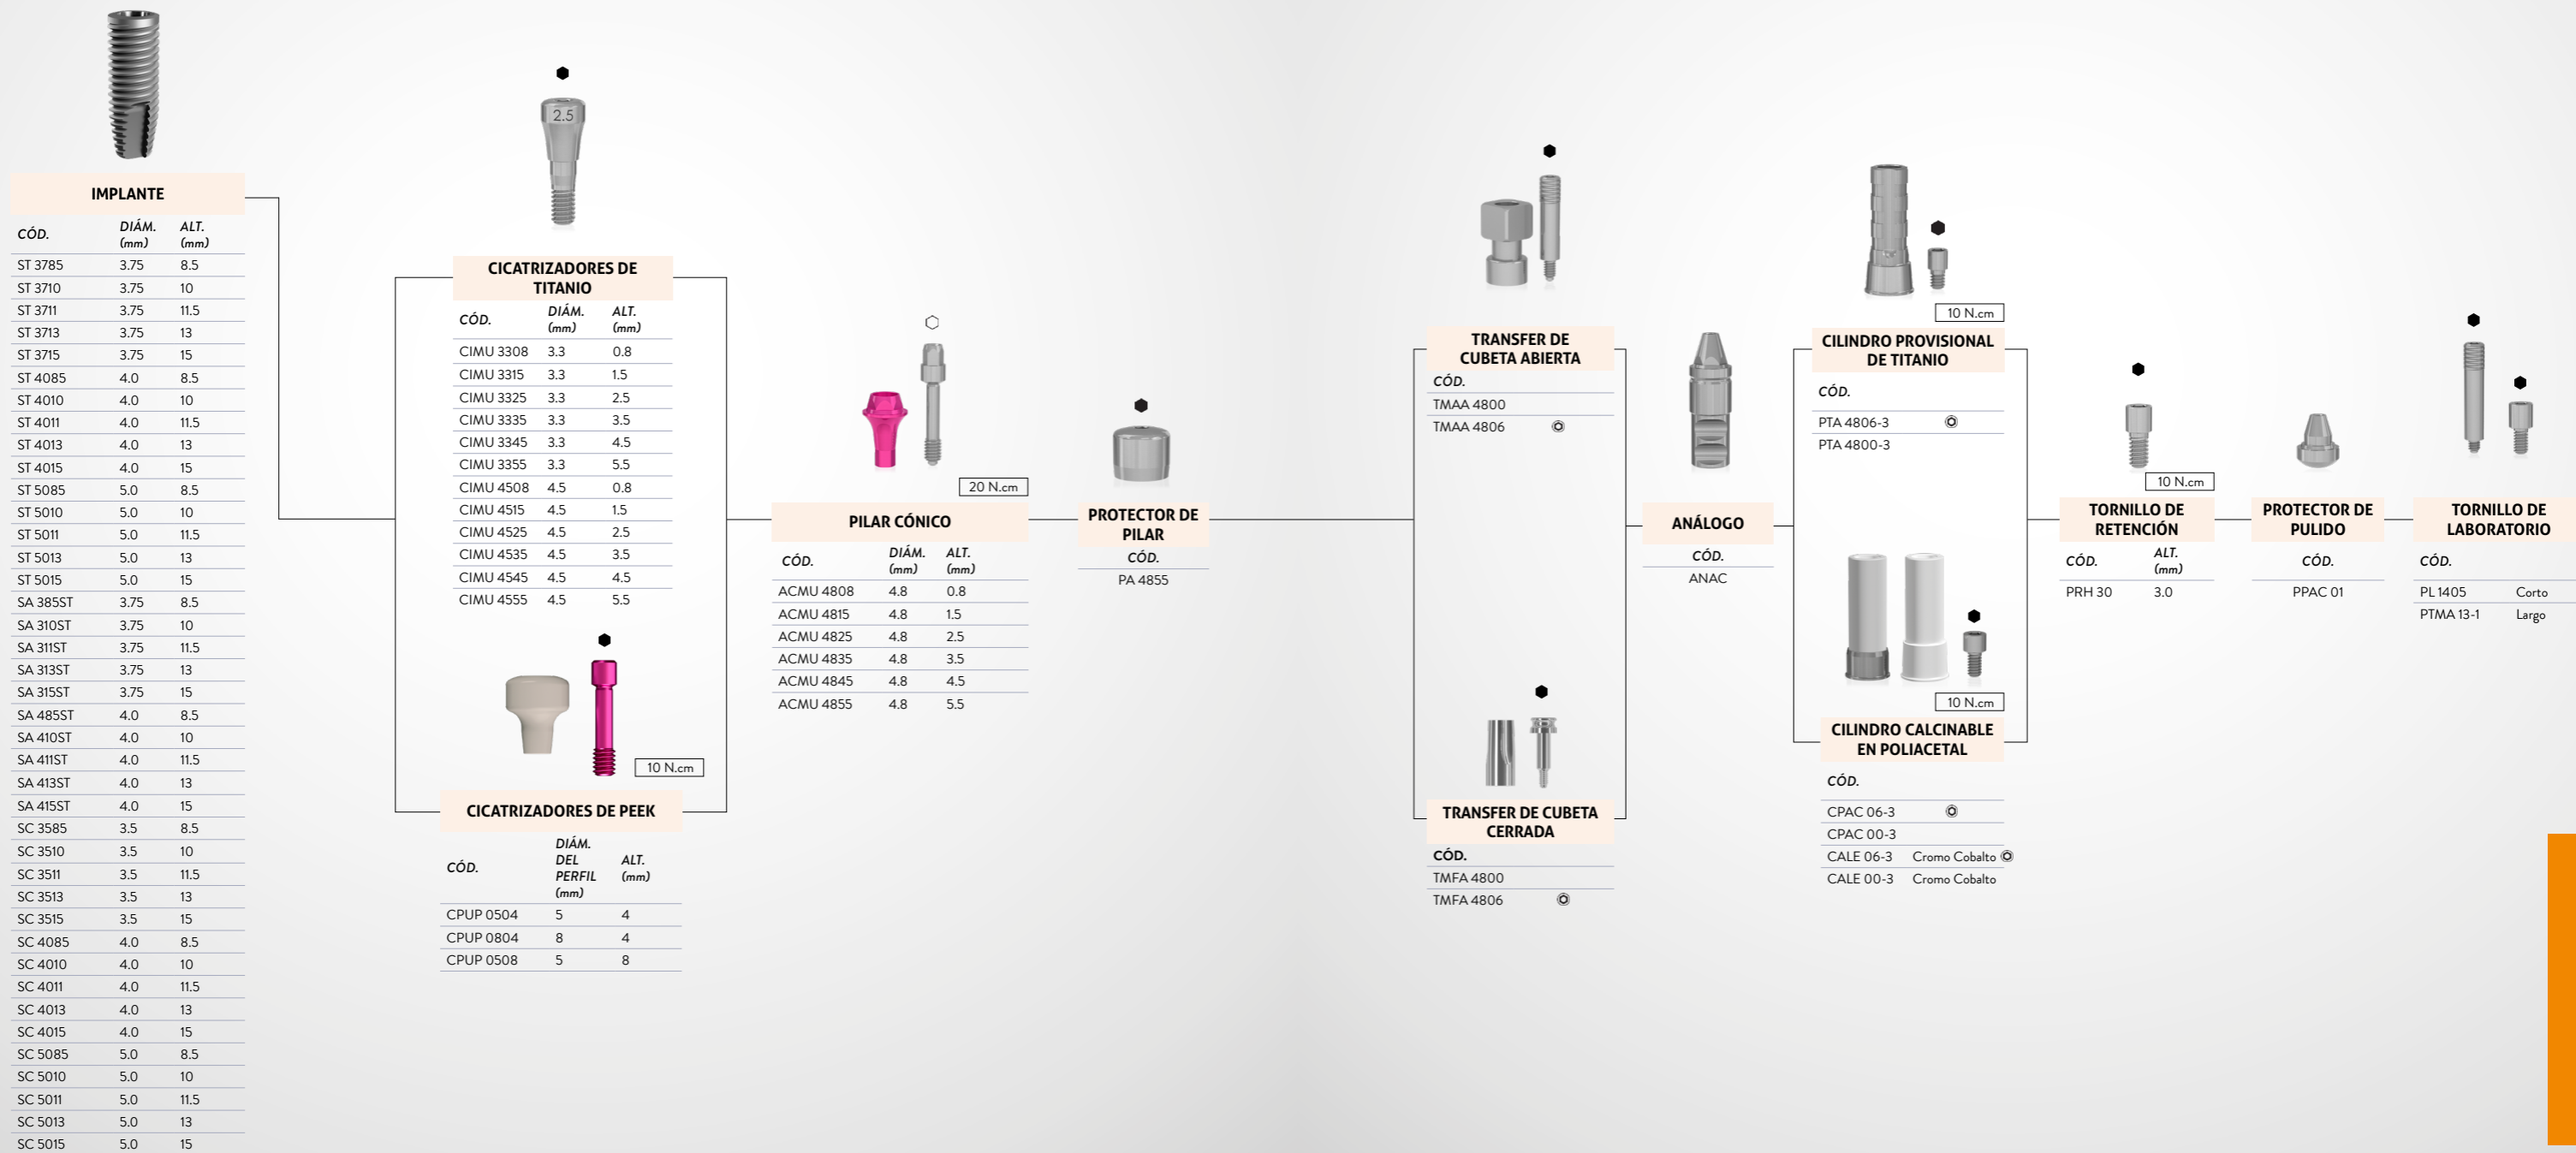 IMPLANTE
CÓD. DIÁM. (mm) ALT. (mm)
ST 3785 3.75 8.5
ST 3710 3.75 10
ST 3711 3.75 11.5
ST 3713 3.75 13
ST 3715 3.75 15
ST 4085 4.0 8.5
ST 4010 4.0 10
ST 4011 4.0 11.5
ST 4013 4.0 13
ST 4015 4.0 15
ST 5085 5.0 8.5
ST 5010 5.0 10
ST 5011 5.0 11.5
ST 5013 5.0 13
ST 5015 5.0 15
SA 385ST 3.75 8.5
SA 310ST 3.75 10
SA 311ST 3.75 11.5
SA 313ST 3.75 13
SA 315ST 3.75 15
SA 485ST 4.0 8.5
SA 410ST 4.0 10
SA 411ST 4.0 11.5
SA 413ST 4.0 13
SA 415ST 4.0 15
SC 3585 3.5 8.5
SC 3510 3.5 10
SC 3511 3.5 11.5
SC 3513 3.5 13
SC 3515 3.5 15
SC 4085 4.0 8.5
SC 4010 4.0 10
SC 4011 4.0 11.5
SC 4013 4.0 13
SC 4015 4.0 15
SC 5085 5.0 8.5
SC 5010 5.0 10
SC 5011 5.0 11.5
SC 5013 5.0 13
SC 5015 5.0 15
2.5
CICATRIZADORES DE
TITANIO
CÓD. DIÁM. (mm) ALT. (mm)
CIMU 3308 3.3 0.8
CIMU 3315 3.3 1.5
CIMU 3325 3.3 2.5
CIMU 3335 3.3 3.5
CIMU 3345 3.3 4.5
CIMU 3355 3.3 5.5
CIMU 4508 4.5 0.8
CIMU 4515 4.5 1.5
CIMU 4525 4.5 2.5
CIMU 4535 4.5 3.5
CIMU 4545 4.5 4.5
CIMU 4555 4.5 5.5
10 N.cm
CICATRIZADORES DE PEEK
CÓD. DIÁM. DEL PERFIL (mm) ALT. (mm)
CPUP 0504 5 4
CPUP 0804 8 4
CPUP 0508 5 8
20 N.cm
PILAR CÓNICO
CÓD. DIÁM. (mm) ALT. (mm)
ACMU 4808 4.8 0.8
ACMU 4815 4.8 1.5
ACMU 4825 4.8 2.5
ACMU 4835 4.8 3.5
ACMU 4845 4.8 4.5
ACMU 4855 4.8 5.5
PROTECTOR DE
PILAR
CÓD.
PA 4855
TRANSFER DE
CUBETA ABIERTA
CÓD.
TMAA 4800
TMAA 4806
TRANSFER DE CUBETA
CERRADA
CÓD.
TMFA 4800
TMFA 4806
ANÁLOGO
CÓD.
ANAC
10 N.cm
CILINDRO PROVISIONAL
DE TITANIO
CÓD.
PTA 4806-3
PTA 4800-3
10 N.cm
CILINDRO CALCINABLE
EN POLIACETAL
CÓD.
CPAC 06-3
CPAC 00-3
CALE 06-3 Cromo Cobalto
CALE 00-3 Cromo Cobalto
10 N.cm
TORNILLO DE
RETENCIÓN
CÓD. ALT. (mm)
PRH 30 3.0
PROTECTOR DE
PULIDO
CÓD.
PPAC 01
TORNILLO DE
LABORATORIO
CÓD.
PL 1405 Corto
PTMA 13-1 Largo